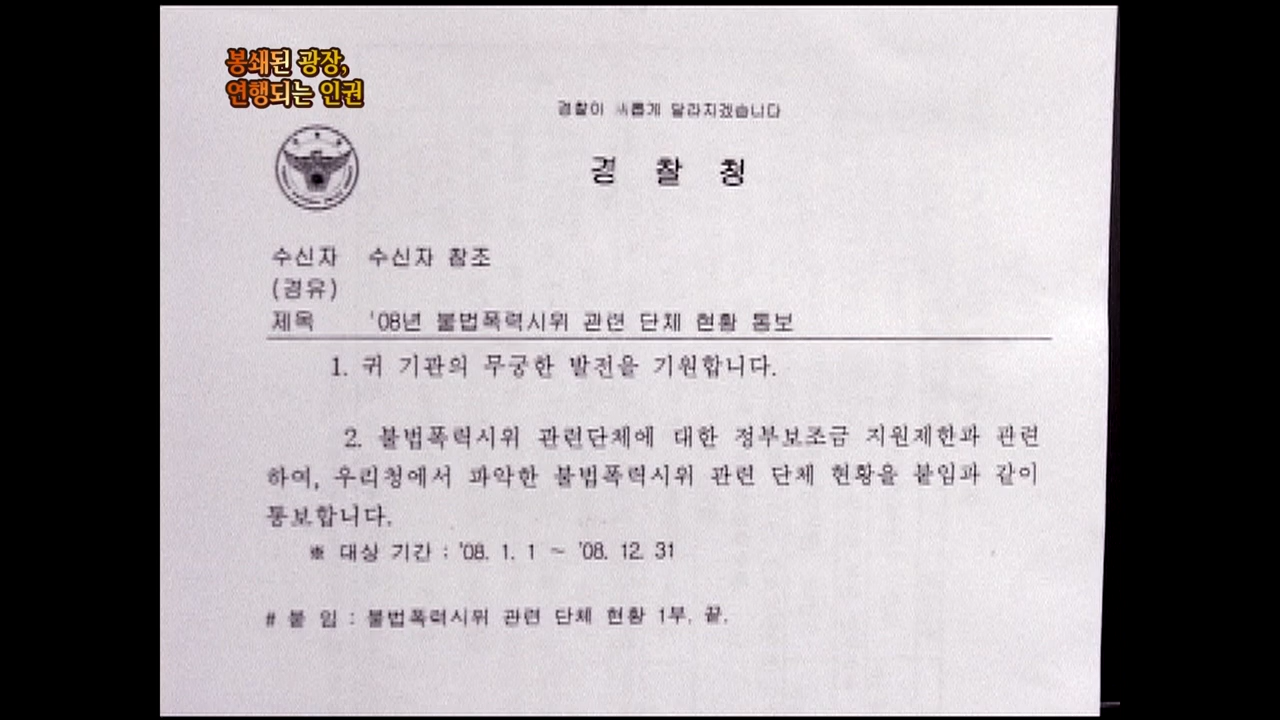 봉쇄된 광장,
연행되는 인권
경찰이 새롭게 달라지겠습니다
경 찰 청
수신자 수신자 참조
(경유)
제목 '08년 불법폭력시위 관련 단체 현황 통보
1. 귀 기관의 무궁한 발전을 기원합니다.
2. 불법폭력시위 관련단체에 대한 정부보조금 지원제한과 관련
하여, 우리청에서 파악한 불법폭력시위 관련 단체 현황을 붙임과 같이
통보합니다.
※ 대상 기간 : '08. 1. 1 ~ '08. 12. 31
# 붙 임 : 불법폭력시위 관련 단체 현황 1부. 끝.